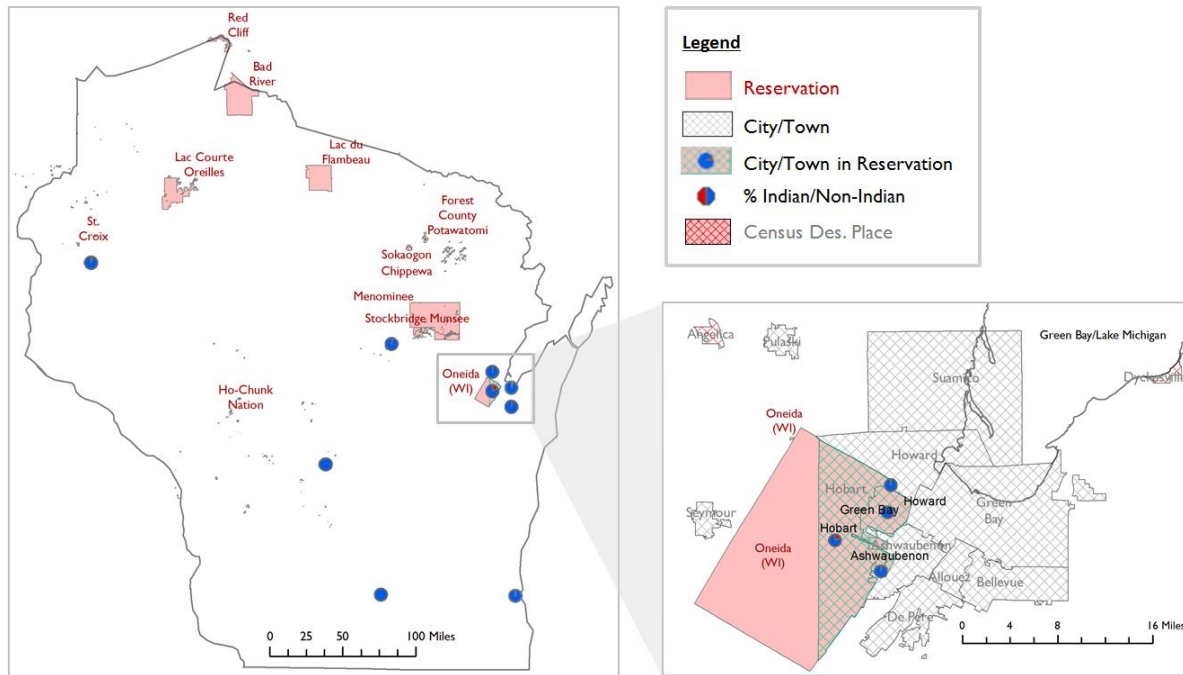 Red
Cliff
Bad
River
Lac Courte
Oreilles
Lac du
Flambeau
St.
Croix
Forest
County
Potawatomi
Sokaogon
Chippewa
Menominee
Stockbridge Munsee
Oneida
(WI)
Ho-Chunk
Nation
0 25 50 100 Miles
Legend
Reservation
City/Town
City/Town in Reservation
% Indian/Non-Indian
Census Des. Place
Angelica
Pulaski
Green Bay/Lake Michigan
Suamico
Dyckesville
Oneida
(WI)
Howard
Hobart
Howard
Seymour
Green Bay
Green
Bay
Hobart
Ashwaubenon
Oneida
(WI)
Ashwaubenon
Allouez
Bellevue
De Pere
0 4 8 16 Miles